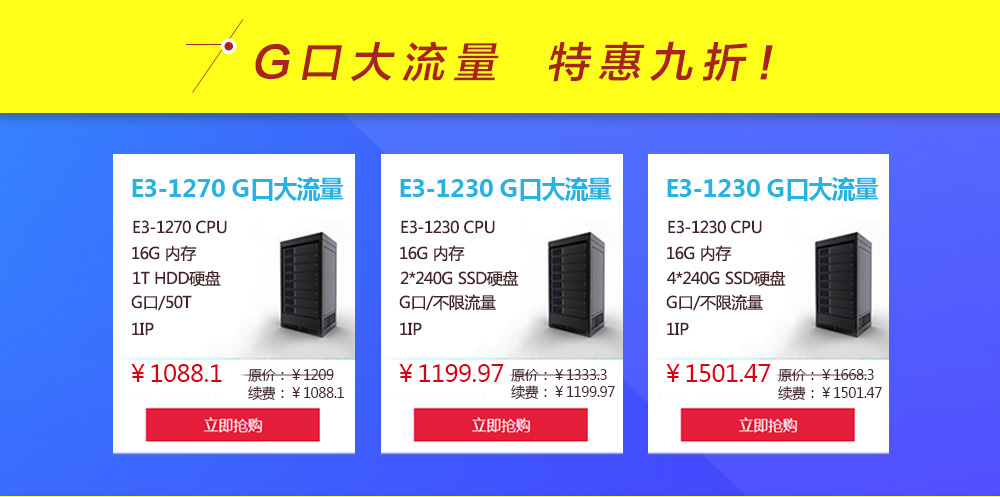 G口大流量 特惠九折!
E3-1270 G口大流量
E3-1270 CPU
16G 内存
1T HDD硬盘
G口/50T
1IP
¥1088.1
原价：¥1209
续费：¥1088.1
立即抢购
E3-1230 G口大流量
E3-1230 CPU
16G 内存
2*240G SSD硬盘
G口/不限流量
1IP
¥1199.97
原价：¥1333.3
续费：¥1199.97
立即抢购
E3-1230 G口大流量
E3-1230 CPU
16G 内存
4*240G SSD硬盘
G口/不限流量
1IP
¥1501.47
原价：¥1668.3
续费：¥1501.47
立即抢购